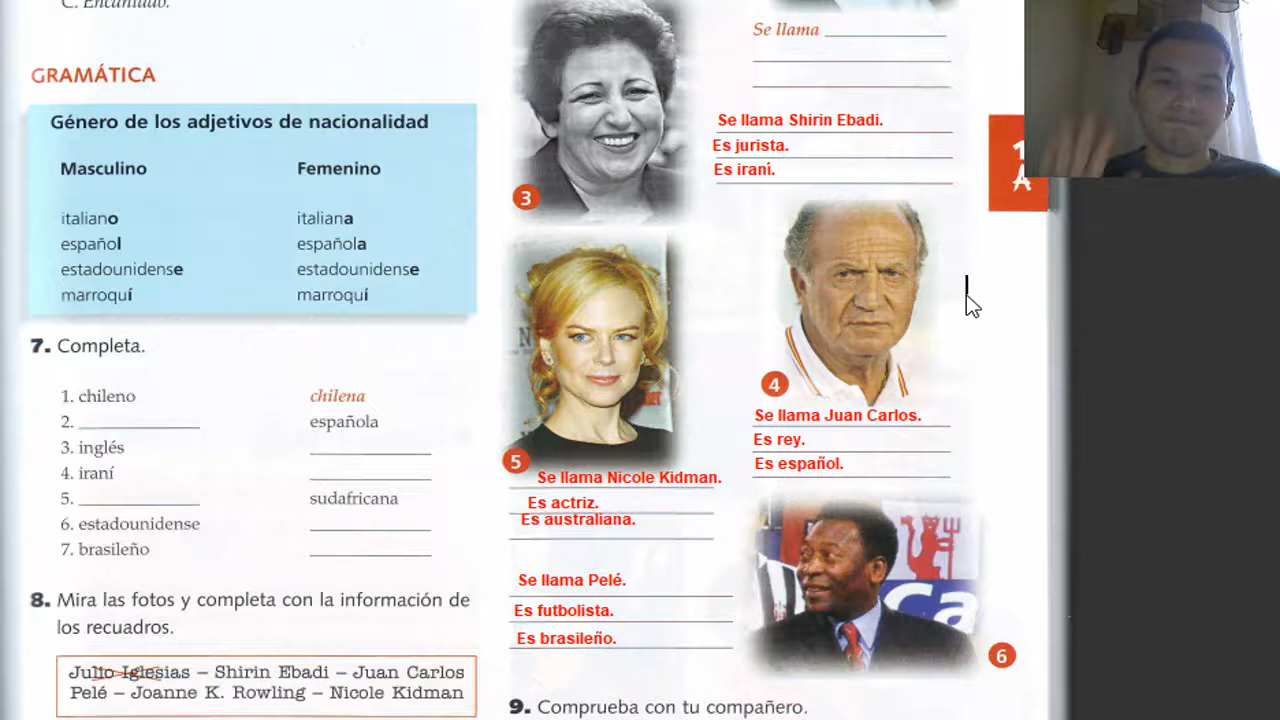 C. Encantado.
GRAMÁTICA
Género de los adjetivos de nacionalidad
Masculino Femenino
italiano italiana
español española
estadounidense estadounidense
marroquí marroquí
7. Completa.
1. chileno chilena
2. española
3. inglés
4. iraní
5. sudafricana
6. estadounidense
7. brasileño
8. Mira las fotos y completa con la información de
los recuadros.
Julio Iglesias – Shirin Ebadi – Juan Carlos
Pelé – Joanne K. Rowling – Nicole Kidman
Se llama
3
Se llama Shirin Ebadi.
Es jurista.
Es iraní.
4
Se llama Juan Carlos.
Es rey.
Es español.
5
Se llama Nicole Kidman.
Es actriz.
Es australiana.
Se llama Pelé.
Es futbolista.
Es brasileño.
6
9. Comprueba con tu compañero.
1
A
Ca